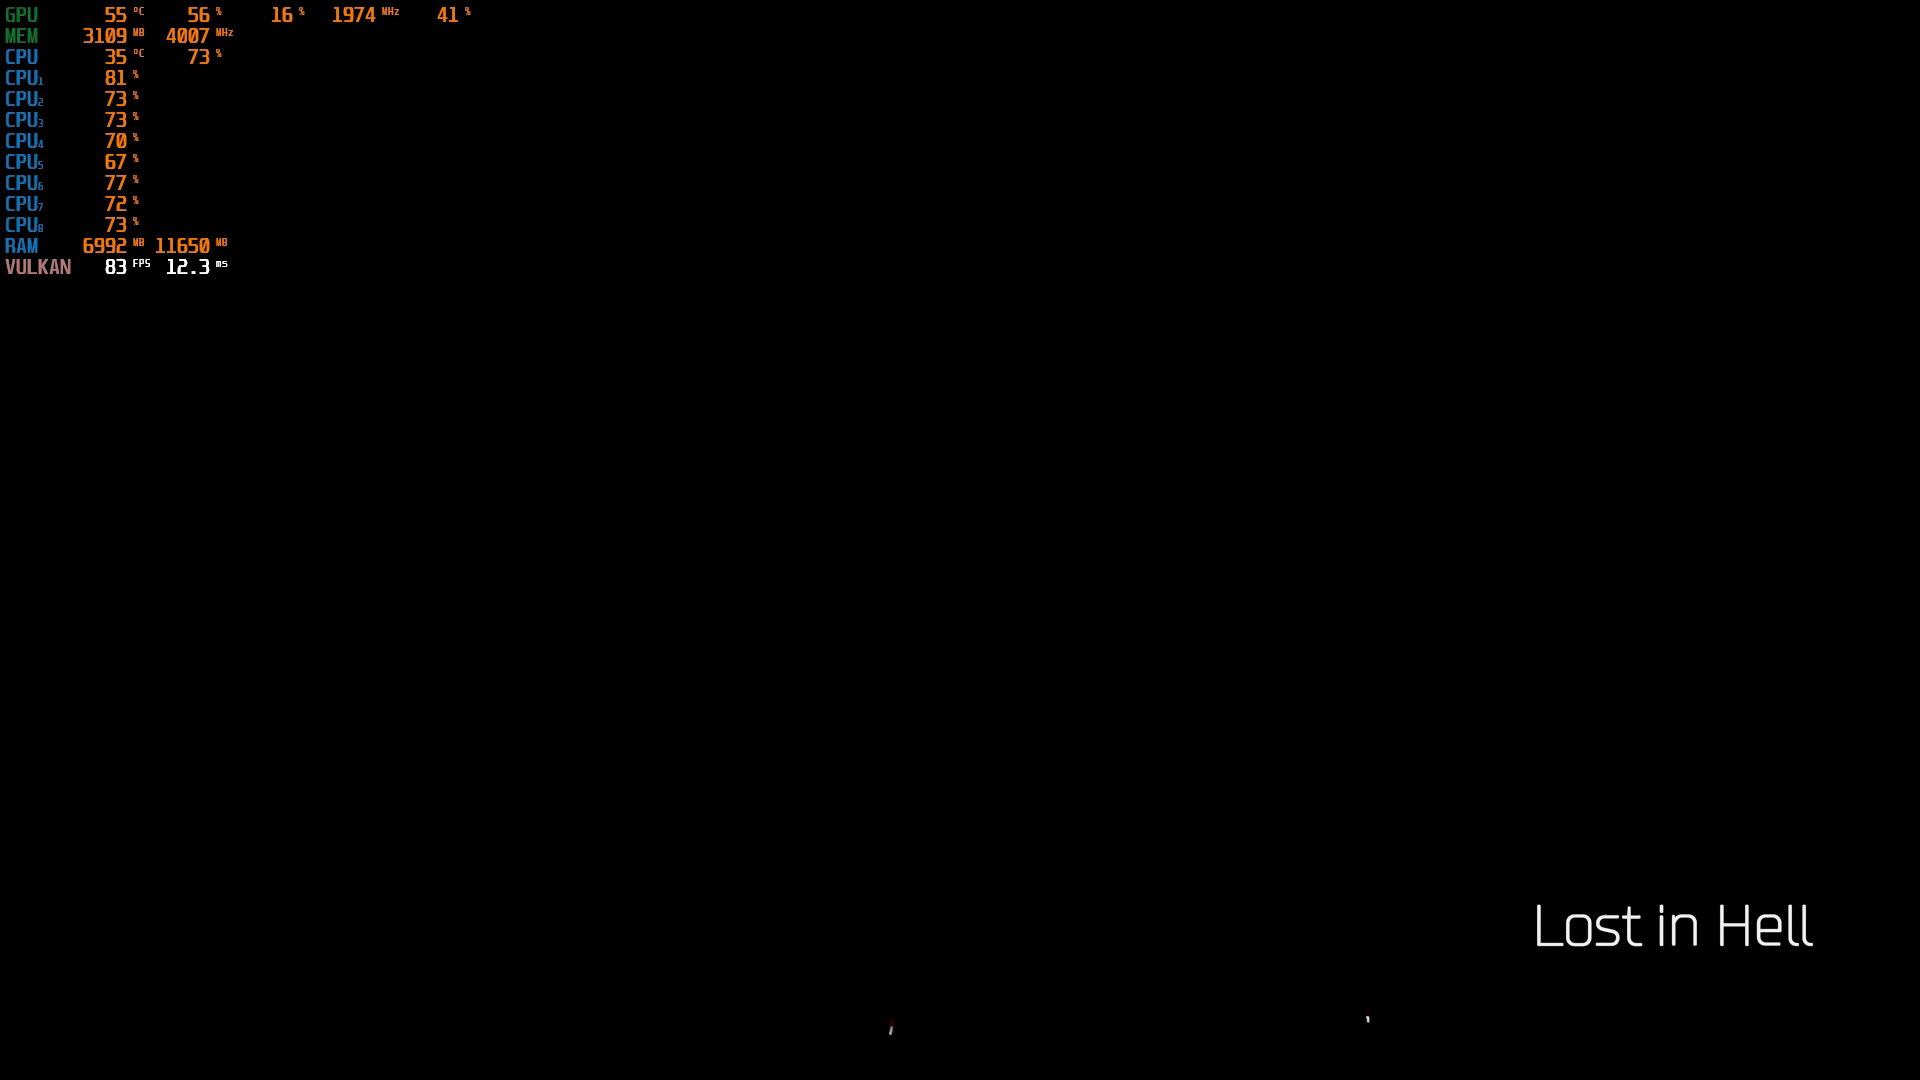 GPU 55 °C 56 % 16 % 1974 MHz 41 %
MEM 3109 MB 4007 MHz
CPU 35 °C 73 %
CPU1 81 %
CPU2 73 %
CPU3 73 %
CPU4 70 %
CPU5 67 %
CPU6 77 %
CPU7 72 %
CPU8 73 %
RAM 6992 MB 11650 MB
VULKAN 83 FPS 12.3 ms
Lost in Hell